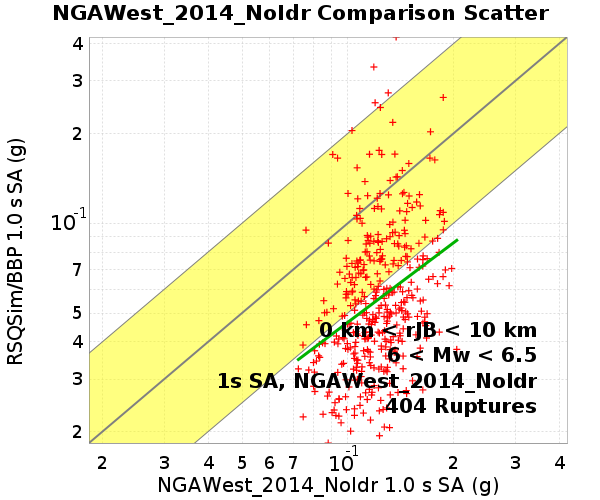 NGAWest_2014_NoIdr Comparison Scatter
4
3
2
10-1
7
5
4
3
2
RSQSim/BBP 1.0 s SA (g)
0 km < rJB < 10 km
6 < Mw < 6.5
1s SA, NGAWest_2014_NoIdr
404 Ruptures
2 3 4 5 6 7 10-1 2 3 4
NGAWest_2014_NoIdr 1.0 s SA (g)